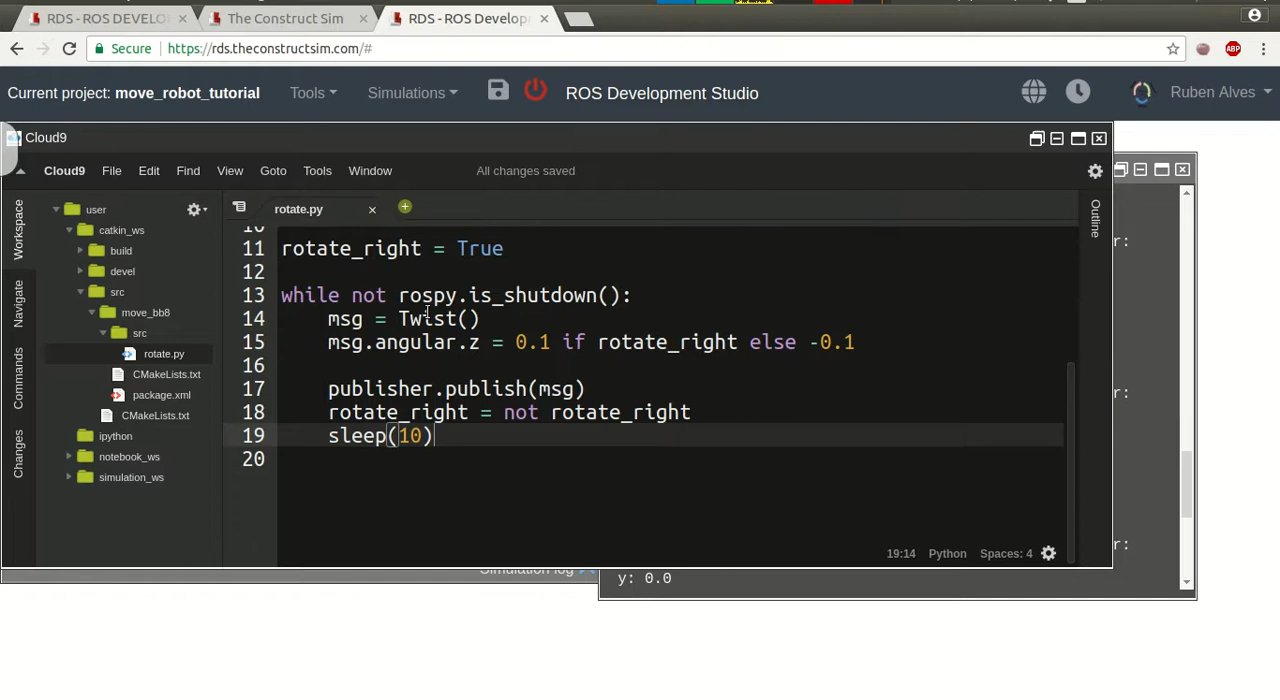 RDS - ROS DEVELO
The Construct Sim
RDS - ROS Develop
Secure
https://rds.theconstructsim.com/#
ABP
Current project: move_robot_tutorial
Tools
Simulations
ROS Development Studio
Ruben Alves
Cloud9
Cloud9
File
Edit
Find
View
Goto
Tools
Window
All changes saved
Workspace
Navigate
Commands
Changes
user
catkin_ws
build
devel
src
move_bb8
src
rotate.py
CMakeLists.txt
package.xml
CMakeLists.txt
ipython
notebook_ws
simulation_ws
rotate.py
Outline
10
11 rotate_right = True
12
13 while not rospy.is_shutdown():
14 msg = Twist()
15 msg.angular.z = 0.1 if rotate_right else -0.1
16
17 publisher.publish(msg)
18 rotate_right = not rotate_right
19 sleep(10)
20
19:14 Python Spaces: 4
r:
r:
r:
Simulation log
y: 0.0